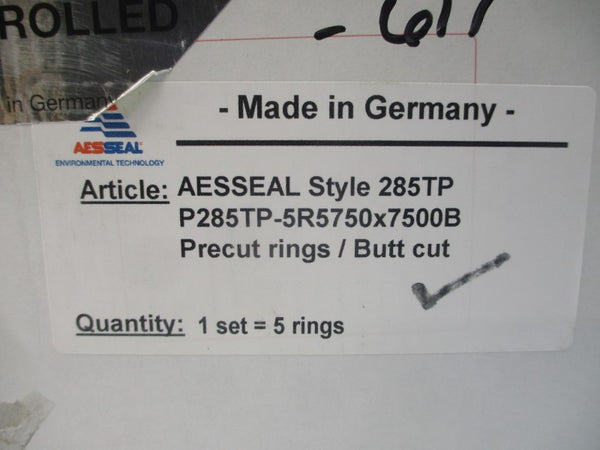 ROLLED
in Germany
- Made in Germany -
AESSEAL
ENVIRONMENTAL TECHNOLOGY
Article: AESSEAL Style 285TP
P285TP-5R5750x7500B
Precut rings / Butt cut
Quantity: 1 set = 5 rings